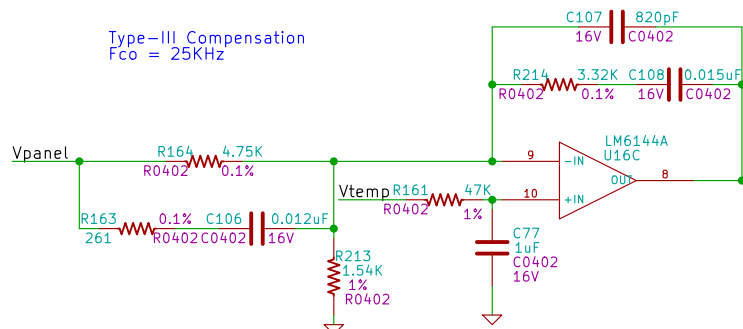 C107 820pF
16V C0402
Type-III Compensation
Fco = 25KHz
R214 3.32K C108 0.015uF
R0402 0.1% 16V C0402
LM6144A
U16C
Vpanel R164 4.75K 9 -IN
R0402 0.1%
OUT 8
Vtemp R161 47K 10 +IN
R0402 1%
R163 0.1% C106 0.012uF
261 R0402 C0402 16V
C77
1uF
C0402
16V
R213
1.54K
1%
R0402